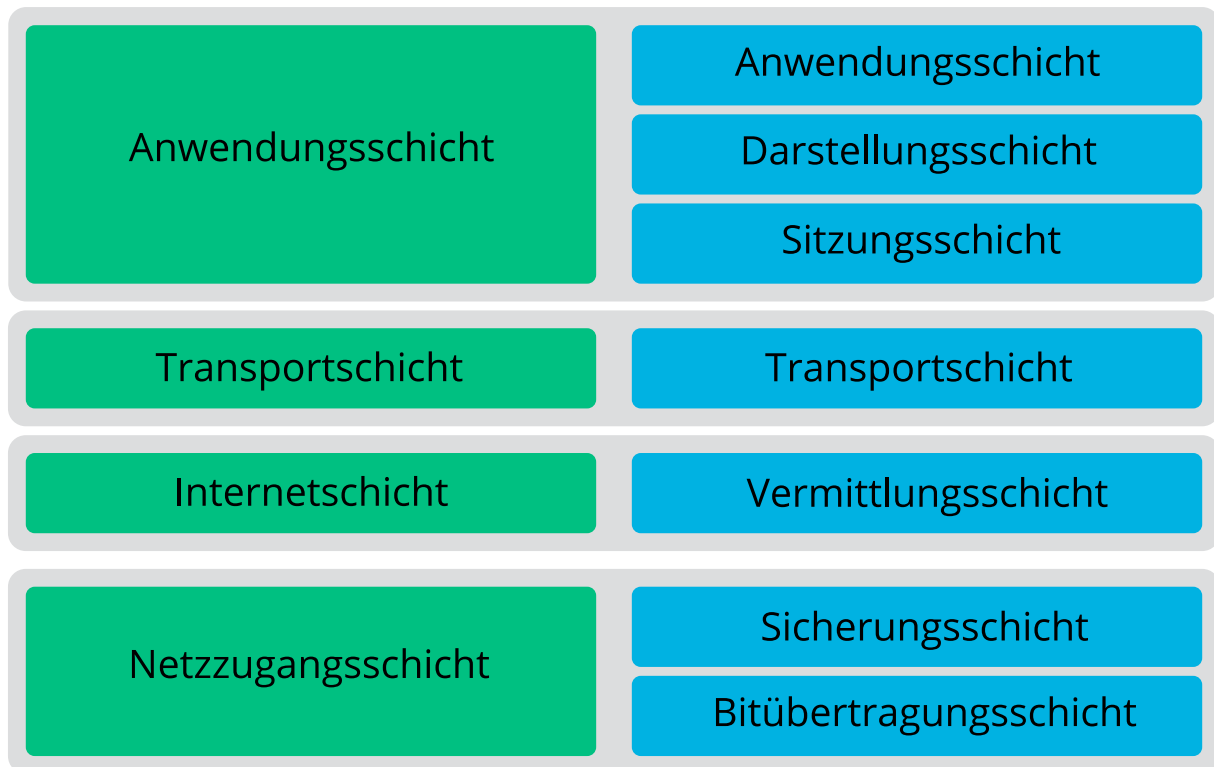 Anwendungsschicht
Anwendungsschicht
Darstellungsschicht
Sitzungsschicht
Transportschicht
Transportschicht
Internetschicht
Vermittlungsschicht
Netzzugangsschicht
Sicherungsschicht
Bitübertragungsschicht